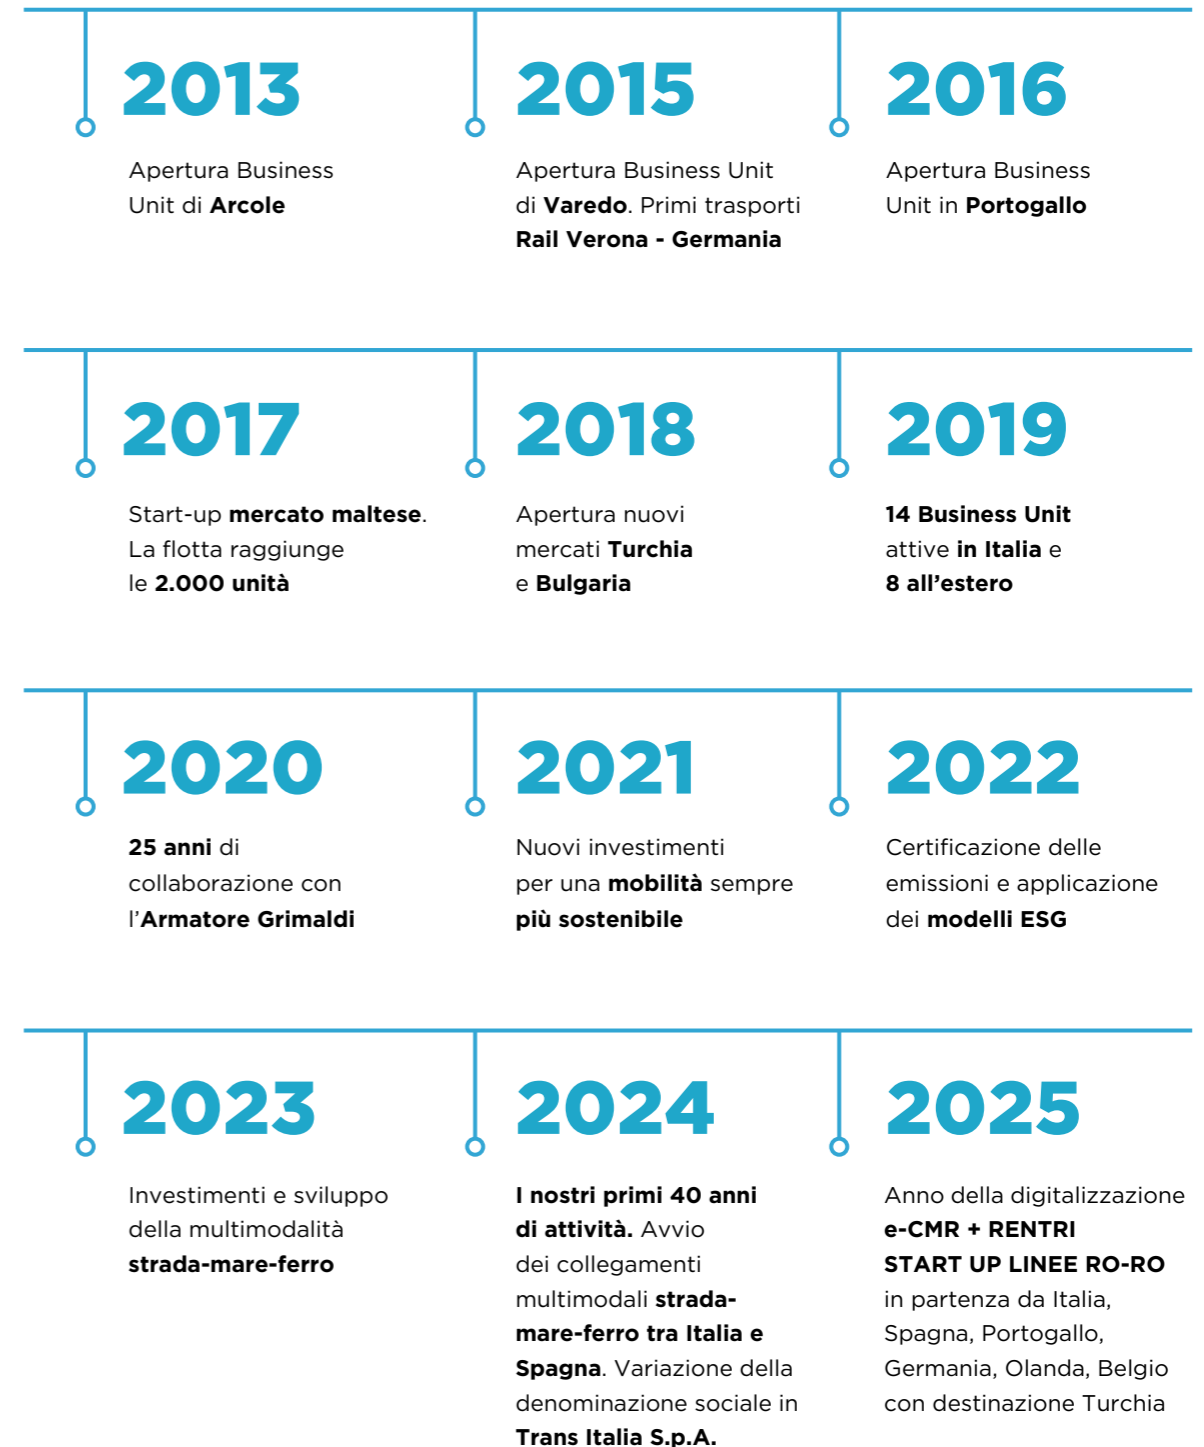 2013
Apertura Business
Unit di Arcole
2015
Apertura Business Unit
di Varedo. Primi trasporti
Rail Verona - Germania
2016
Apertura Business
Unit in Portogallo
2017
Start-up mercato maltese.
La flotta raggiunge
le 2.000 unità
2018
Apertura nuovi
mercati Turchia
e Bulgaria
2019
14 Business Unit
attive in Italia e
8 all’estero
2020
25 anni di
collaborazione con
l’Armatore Grimaldi
2021
Nuovi investimenti
per una mobilità sempre
più sostenibile
2022
Certificazione delle
emissioni e applicazione
dei modelli ESG
2023
Investimenti e sviluppo
della multimodalità
strada-mare-ferro
2024
I nostri primi 40 anni
di attività. Avvio
dei collegamenti
multimodali strada-
mare-ferro tra Italia e
Spagna. Variazione della
denominazione sociale in
Trans Italia S.p.A.
2025
Anno della digitalizzazione
e-CMR + RENTRI
START UP LINEE RO-RO
in partenza da Italia,
Spagna, Portogallo,
Germania, Olanda, Belgio
con destinazione Turchia